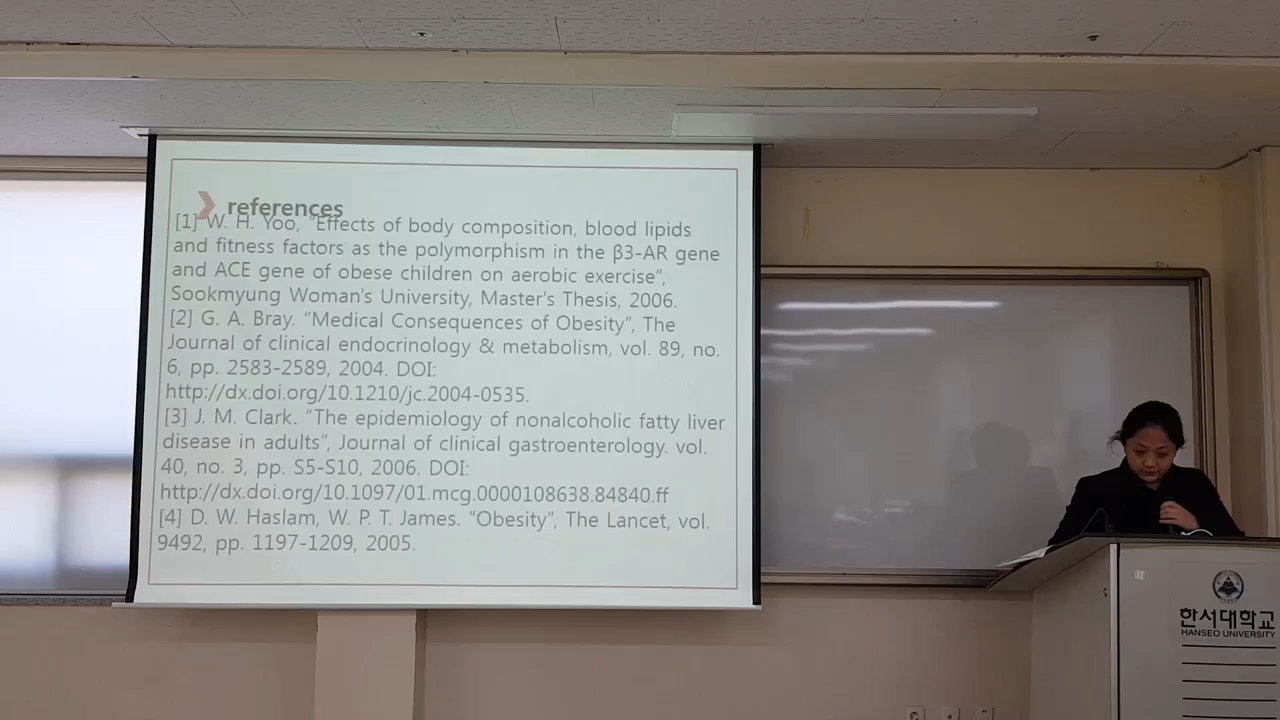 references
[1] W. H. Yoo, "Effects of body composition, blood lipids
and fitness factors as the polymorphism in the β3-AR gene
and ACE gene of obese children on aerobic exercise",
Sookmyung Woman's University, Master's Thesis, 2006.
[2] G. A. Bray. "Medical Consequences of Obesity", The
Journal of clinical endocrinology & metabolism, vol. 89, no.
6, pp. 2583-2589, 2004. DOI:
http://dx.doi.org/10.1210/jc.2004-0535.
[3] J. M. Clark. "The epidemiology of nonalcoholic fatty liver
disease in adults", Journal of clinical gastroenterology. vol.
40, no. 3, pp. S5-S10, 2006. DOI:
http://dx.doi.org/10.1097/01.mcg.0000108638.84840.ff
[4] D. W. Haslam, W. P. T. James. "Obesity", The Lancet, vol.
9492, pp. 1197-1209, 2005.
한서대학교
HANSEO UNIVERSITY